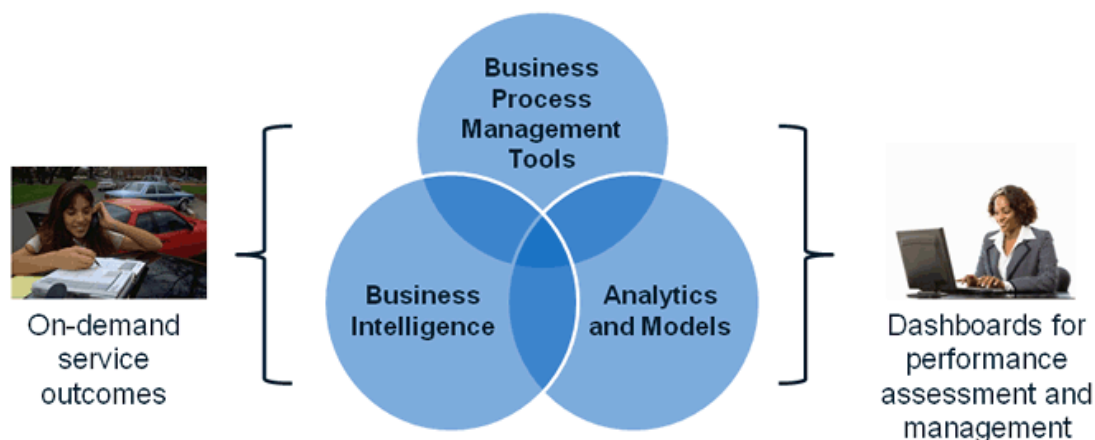 Business
Process
Management
Tools
Business
Intelligence
Analytics
and Models
On-demand
service
outcomes
Dashboards for
performance
assessment and
management